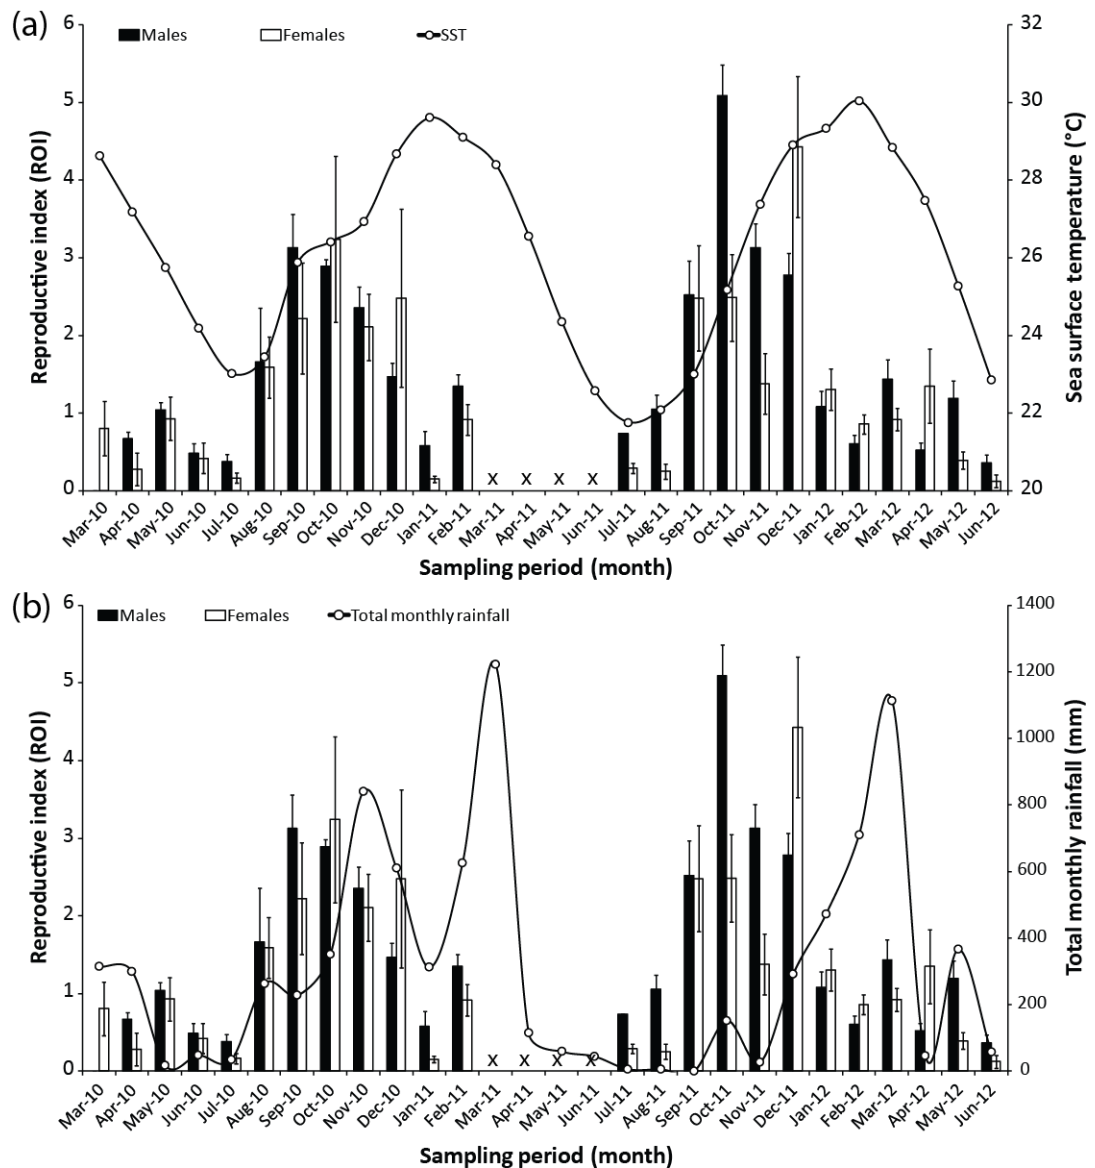 (a)
Males Females SST
Reproductive index (ROI)
6
5
4
3
2
1
0
Sea surface temperature (°C)
32
30
28
26
24
22
20
x x x x
Mar-10 Apr-10 May-10 Jun-10 Jul-10 Aug-10 Sep-10 Oct-10 Nov-10 Dec-10 Jan-11 Feb-11 Mar-11 Apr-11 May-11 Jun-11 Jul-11 Aug-11 Sep-11 Oct-11 Nov-11 Dec-11 Jan-12 Feb-12 Mar-12 Apr-12 May-12 Jun-12
Sampling period (month)
(b)
Males Females Total monthly rainfall
Reproductive index (ROI)
6
5
4
3
2
1
0
Total monthly rainfall (mm)
1400
1200
1000
800
600
400
200
0
x x x x
Mar-10 Apr-10 May-10 Jun-10 Jul-10 Aug-10 Sep-10 Oct-10 Nov-10 Dec-10 Jan-11 Feb-11 Mar-11 Apr-11 May-11 Jun-11 Jul-11 Aug-11 Sep-11 Oct-11 Nov-11 Dec-11 Jan-12 Feb-12 Mar-12 Apr-12 May-12 Jun-12
Sampling period (month)